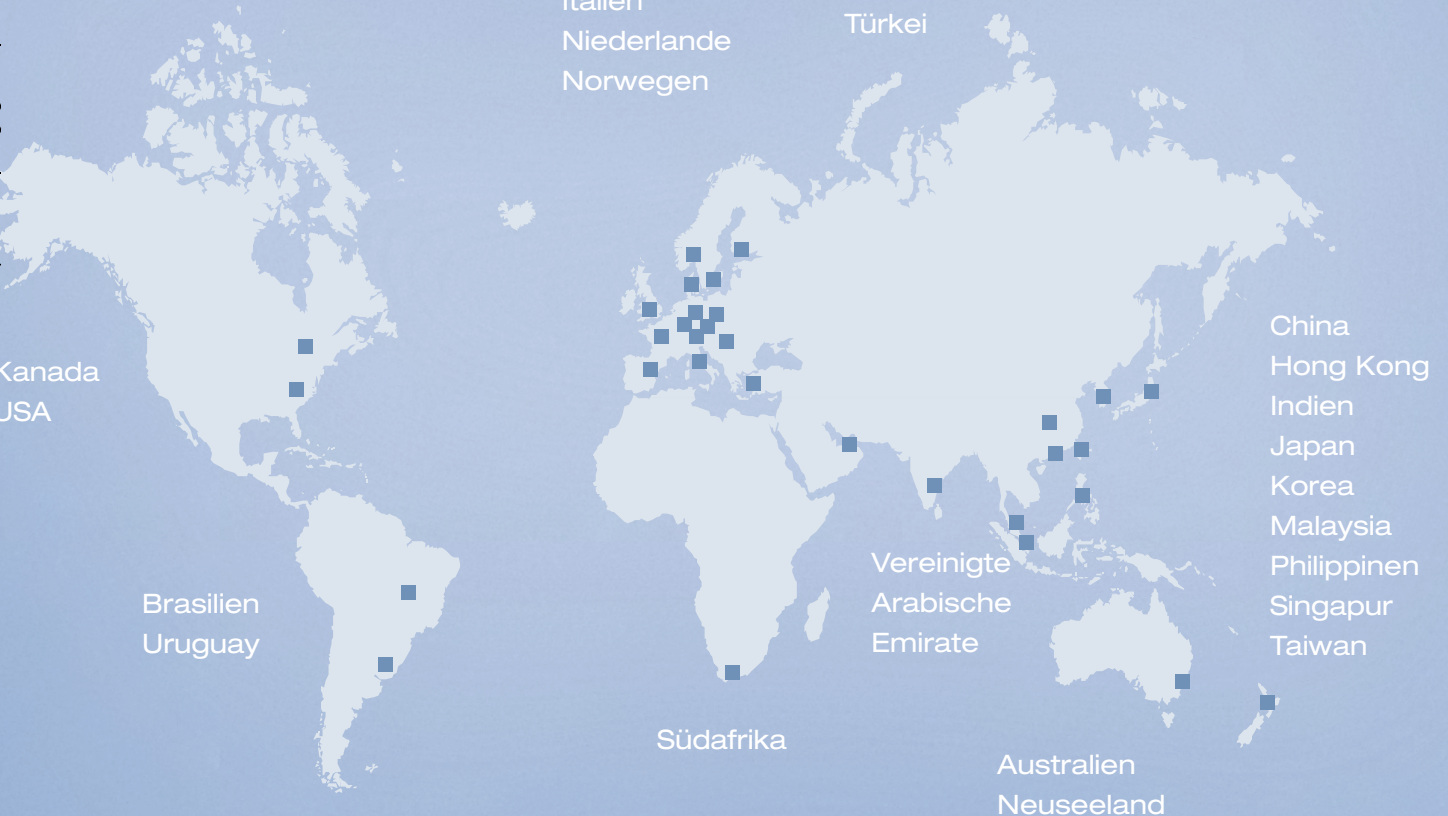 Italien
Niederlande
Norwegen
Türkei
Kanada
USA
China
Hong Kong
Indien
Japan
Korea
Malaysia
Philippinen
Singapur
Taiwan
Brasilien
Uruguay
Vereinigte
Arabische
Emirate
Südafrika
Australien
Neuseeland